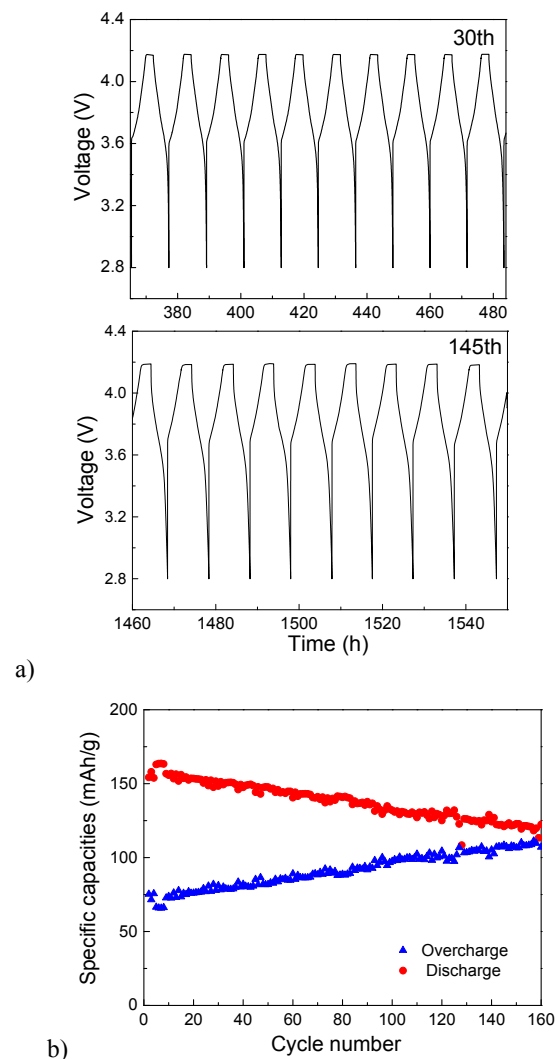 4.4
30th
4.0
3.6
3.2
2.8
Voltage (V)
380 400 420 440 460 480
4.4
145th
4.0
3.6
3.2
2.8
Voltage (V)
1460 1480 1500 1520 1540
Time (h)
a)
200
150
100
50
0
Specific capacities (mAh/g)
Overcharge
Discharge
0 20 40 60 80 100 120 140 160
Cycle number
b)